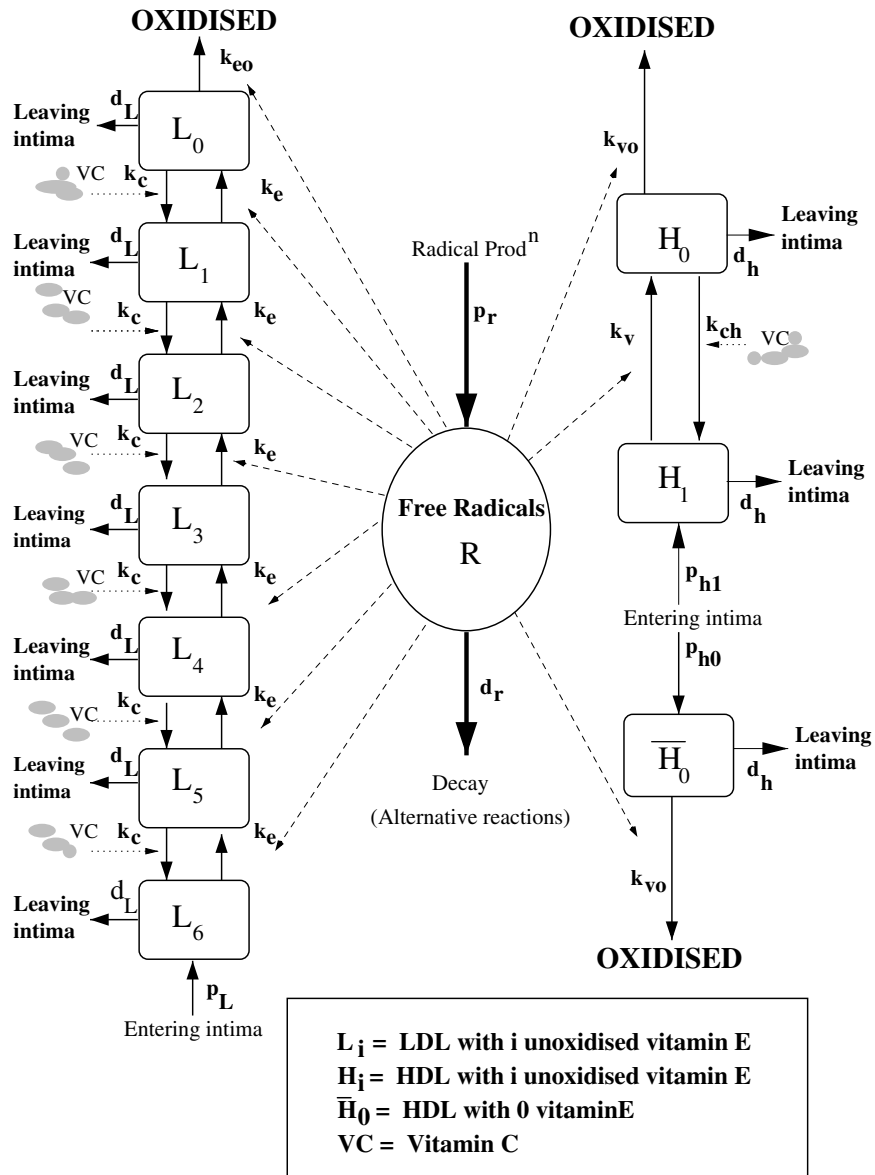 OXIDISED
k_eo
Leaving intima
d_L
L_0
VC
k_c
k_e
Leaving intima
d_L
L_1
VC
k_c
k_e
Leaving intima
d_L
L_2
VC
k_c
k_e
Leaving intima
d_L
L_3
VC
k_c
k_e
Leaving intima
d_L
L_4
VC
k_c
k_e
Leaving intima
d_L
L_5
VC
k_c
k_e
Leaving intima
d_L
L_6
p_L
Entering intima
Radical Prod^n
p_r
Free Radicals
R
d_r
Decay
(Alternative reactions)
OXIDISED
k_vo
H_0
Leaving intima
d_h
k_v
k_ch
VC
H_1
Leaving intima
d_h
p_h1
Entering intima
p_h0
H̅_0
Leaving intima
d_h
k_vo
OXIDISED
L_i = LDL with i unoxidised vitamin E
H_i = HDL with i unoxidised vitamin E
H̅_0 = HDL with 0 vitaminE
VC = Vitamin C